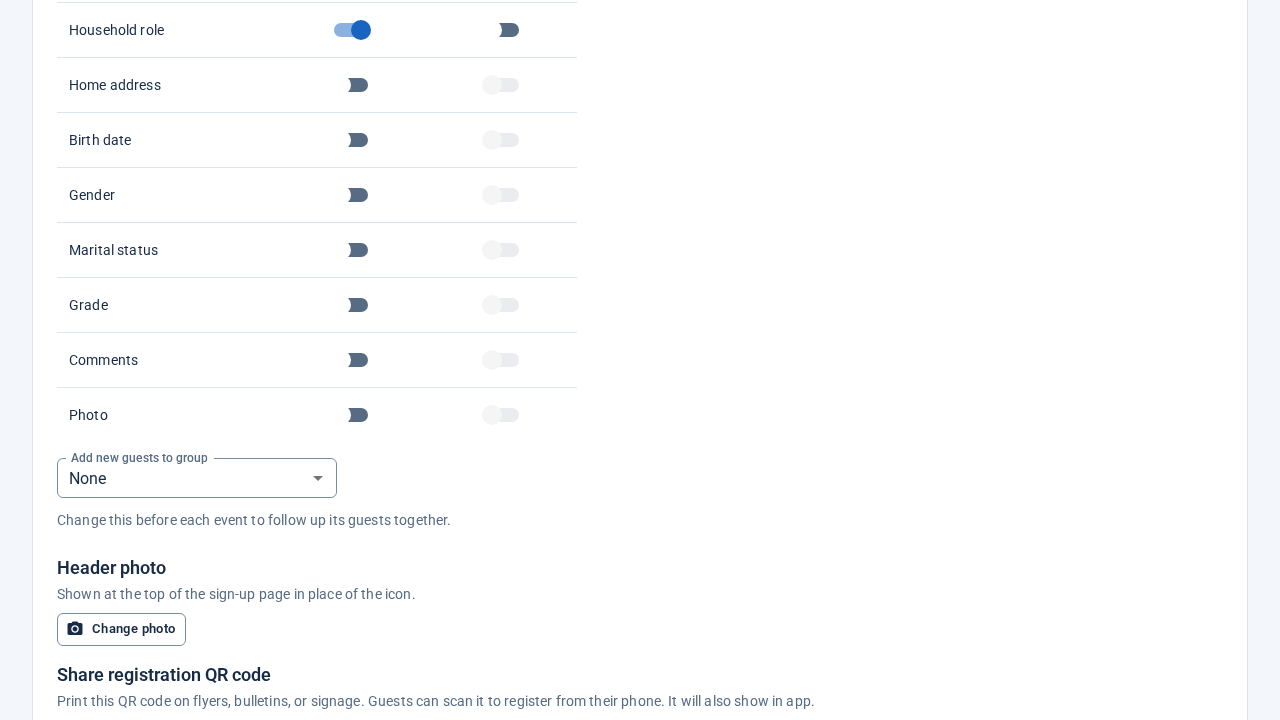 Household role
Home address
Birth date
Gender
Marital status
Grade
Comments
Photo
Add new guests to group
None
Change this before each event to follow up its guests together.
Header photo
Shown at the top of the sign-up page in place of the icon.
Change photo
Share registration QR code
Print this QR code on flyers, bulletins, or signage. Guests can scan it to register from their phone. It will also show in app.